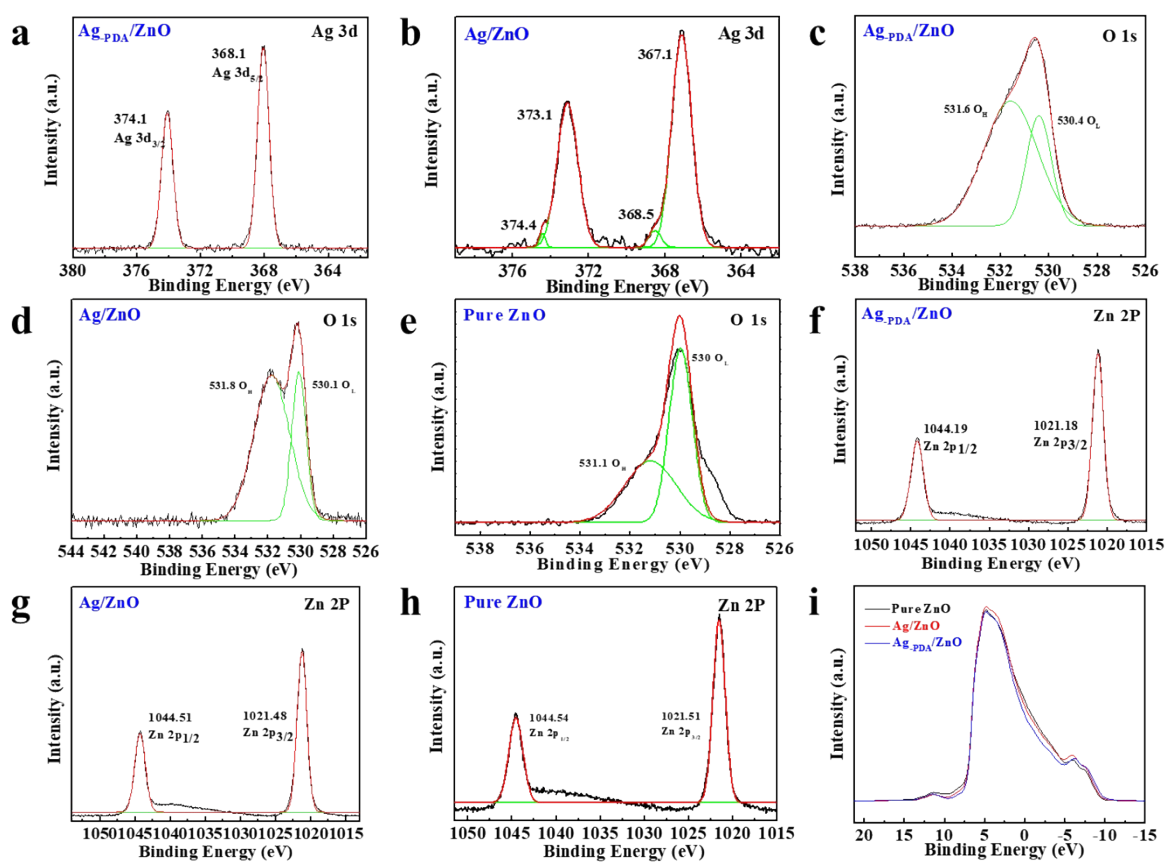 a
Ag-PDA/ZnO
Ag 3d
368.1
Ag 3d5/2
374.1
Ag 3d3/2
Intensity (a.u.)
380 376 372 368 364
Binding Energy (eV)
b
Ag/ZnO
Ag 3d
367.1
373.1
374.4
368.5
Intensity (a.u.)
376 372 368 364
Binding Energy (eV)
c
Ag-PDA/ZnO
O 1s
531.6 OH
530.4 OL
Intensity (a.u.)
538 536 534 532 530 528 526
Binding Energy (eV)
d
Ag/ZnO
O 1s
531.8 OH
530.1 OL
Intensity (a.u.)
544 542 540 538 536 534 532 530 528 526
Binding Energy (eV)
e
Pure ZnO
O 1s
530 OL
531.1 OH
Intensity (a.u.)
538 536 534 532 530 528 526
Binding Energy (eV)
f
Ag-PDA/ZnO
Zn 2P
1044.19
Zn 2p1/2
1021.18
Zn 2p3/2
Intensity (a.u.)
1050 1045 1040 1035 1030 1025 1020 1015
Binding Energy (eV)
g
Ag/ZnO
Zn 2P
1044.51
Zn 2p1/2
1021.48
Zn 2p3/2
Intensity (a.u.)
1050 1045 1040 1035 1030 1025 1020 1015
Binding Energy (eV)
h
Pure ZnO
Zn 2P
1044.54
Zn 2p1/2
1021.51
Zn 2p3/2
Intensity (a.u.)
1050 1045 1040 1035 1030 1025 1020 1015
Binding Energy (eV)
i
Pure ZnO
Ag/ZnO
Ag-PDA/ZnO
Intensity (a.u.)
20 15 10 5 0 -5 -10 -15
Binding Energy (eV)